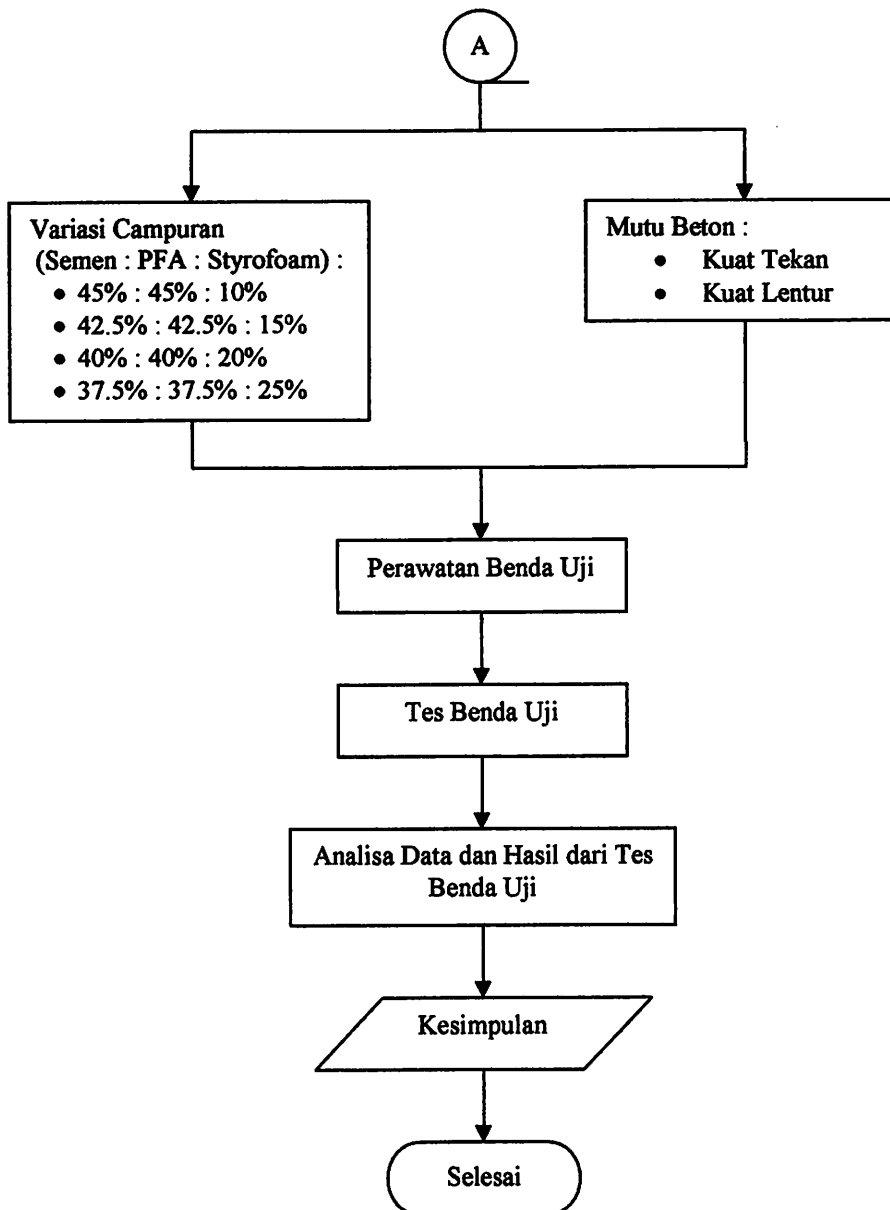 A
Variasi Campuran
(Semen : PFA : Styrofoam) :
• 45% : 45% : 10%
• 42.5% : 42.5% : 15%
• 40% : 40% : 20%
• 37.5% : 37.5% : 25%
Mutu Beton :
• Kuat Tekan
• Kuat Lentur
Perawatan Benda Uji
Tes Benda Uji
Analisa Data dan Hasil dari Tes
Benda Uji
Kesimpulan
Selesai